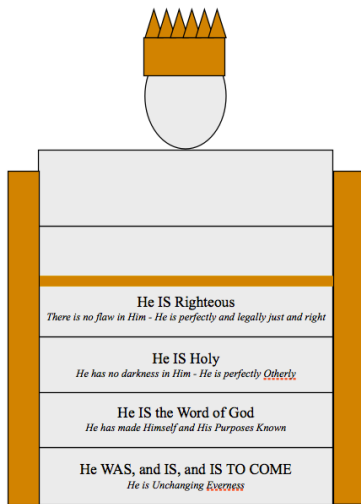 He IS Righteous
There is no flaw in Him - He is perfectly and legally just and right
He IS Holy
He has no darkness in Him - He is perfectly Otherly
He IS the Word of God
He has made Himself and His Purposes Known
He WAS, and IS, and IS TO COME
He is Unchanging Everness